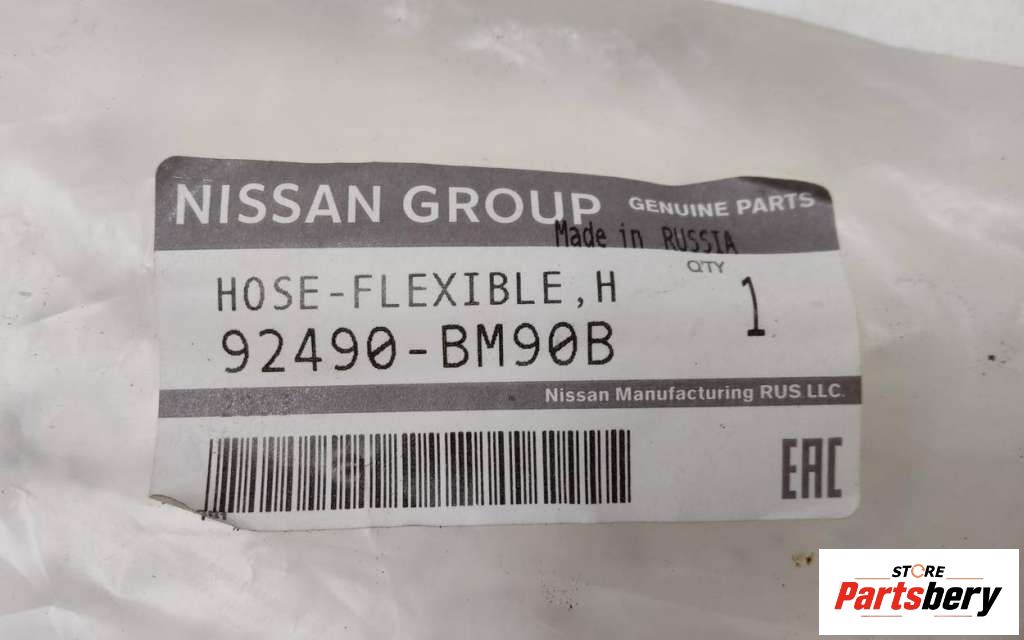 NISSAN GROUP GENUINE PARTS
Made in RUSSIA
QTY
HOSE-FLEXIBLE,H
1
92490-BM90B
Nissan Manufacturing RUS LLC.
EAC
STORE
Partsbery